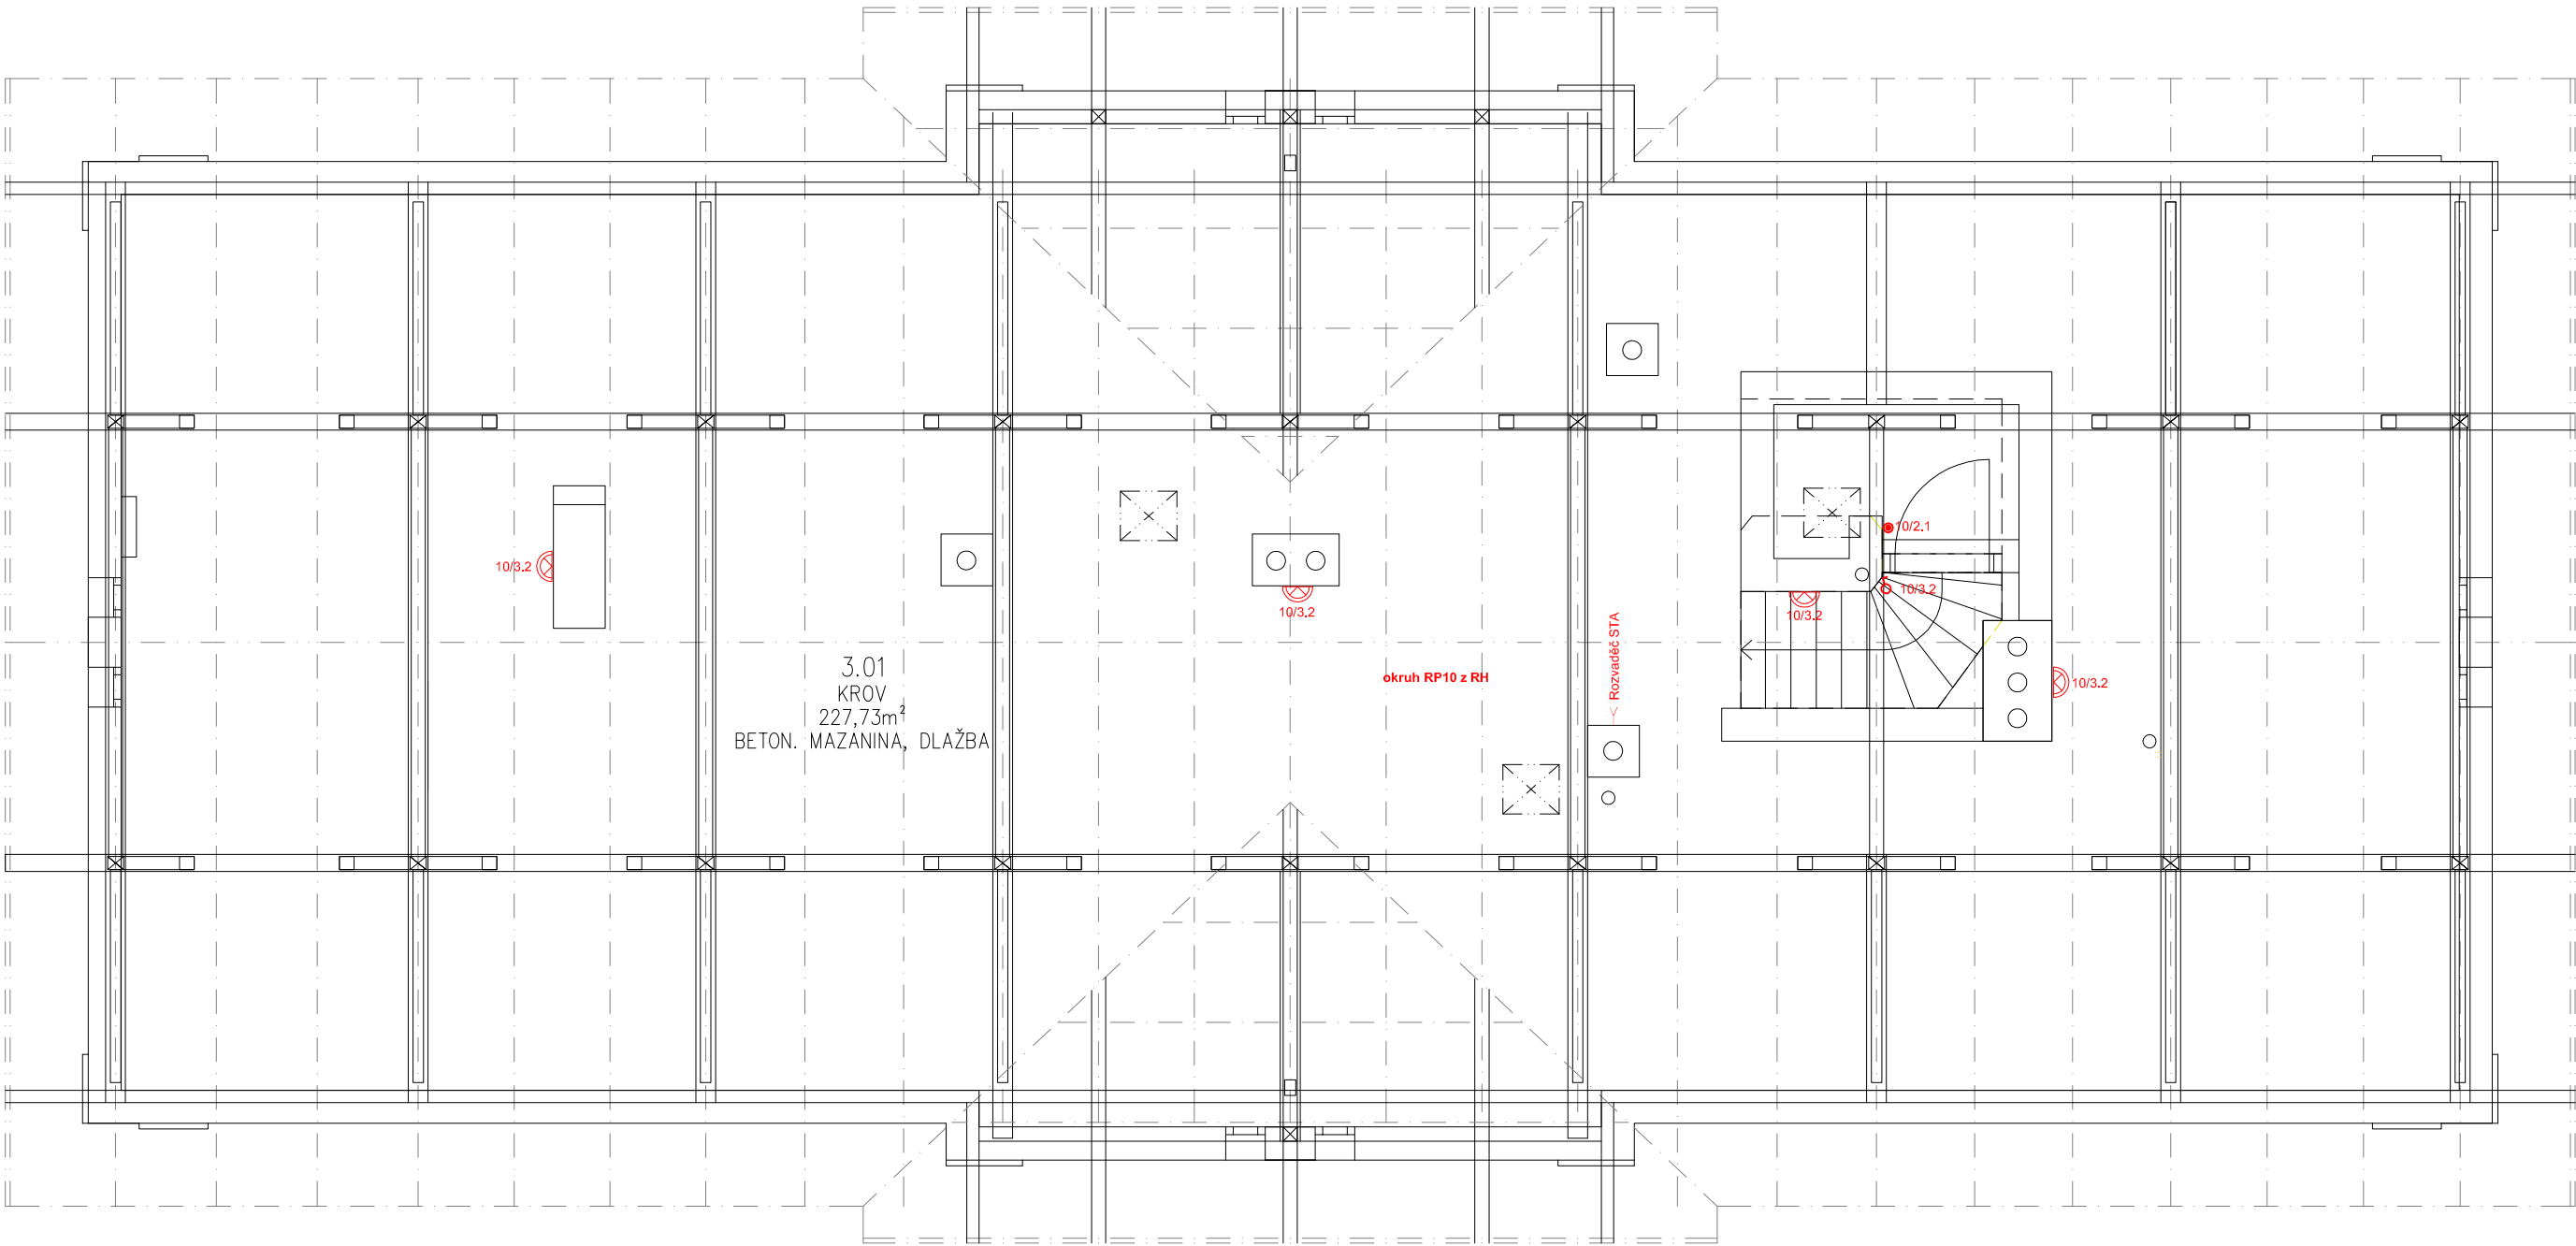 10/2.1
10/3.2
10/3.2
10/3.2
10/3.2
10/3.2
< Rozvaděč STA
3.01
KROV
227,73m²
BETON. MAZANINA, DLAŽBA
okruh RP10 z RH